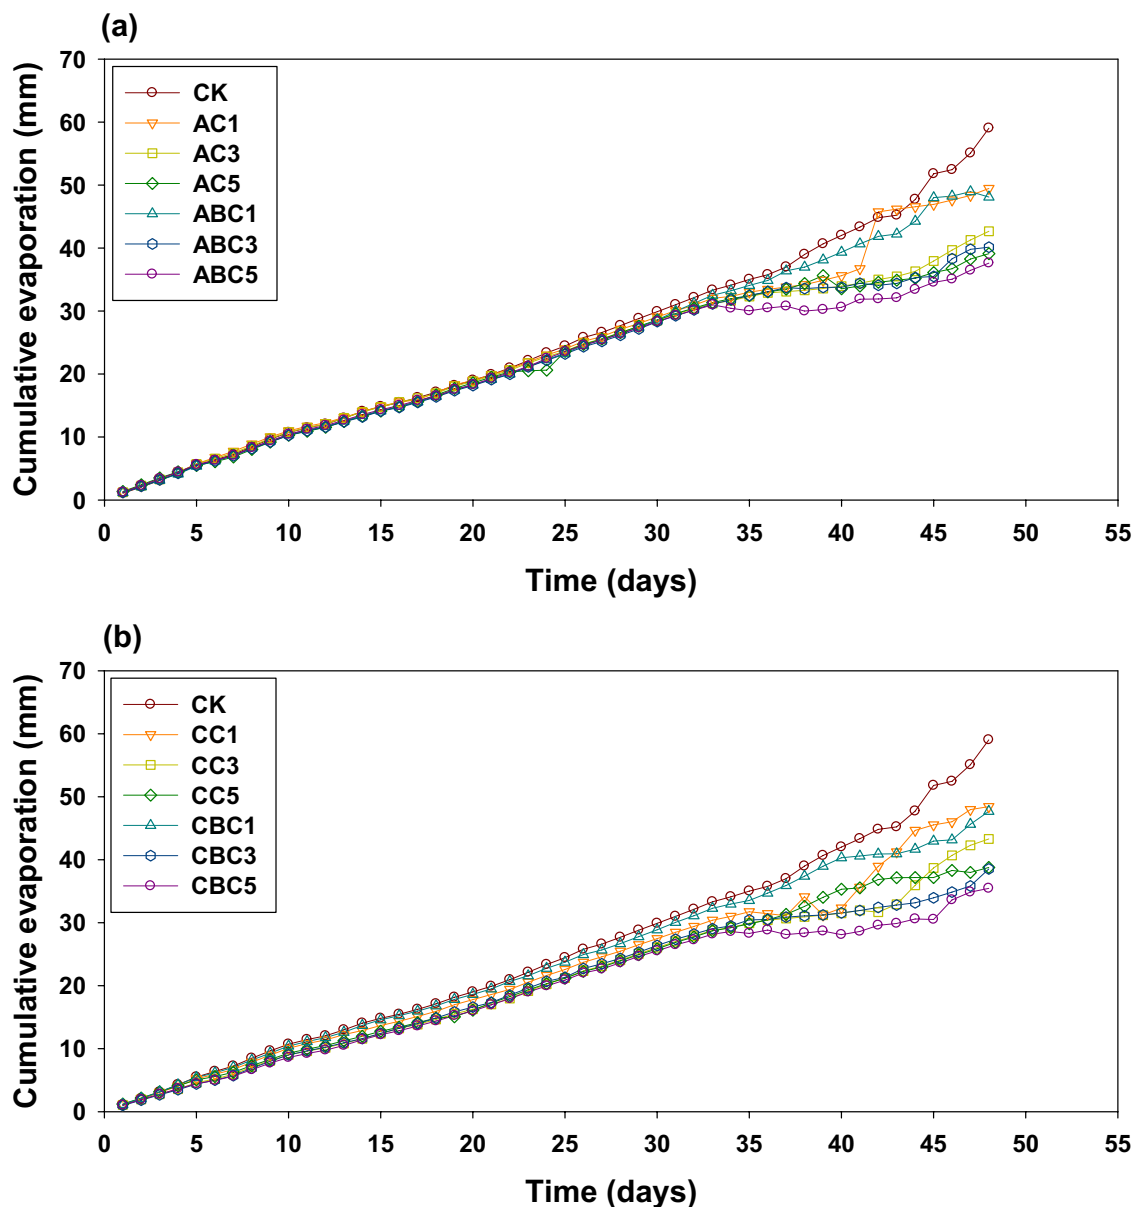 (a)
Cumulative evaporation (mm)
70
60
50
40
30
20
10
0
CK
AC1
AC3
AC5
ABC1
ABC3
ABC5
0 5 10 15 20 25 30 35 40 45 50 55
Time (days)
(b)
Cumulative evaporation (mm)
70
60
50
40
30
20
10
0
CK
CC1
CC3
CC5
CBC1
CBC3
CBC5
0 5 10 15 20 25 30 35 40 45 50 55
Time (days)